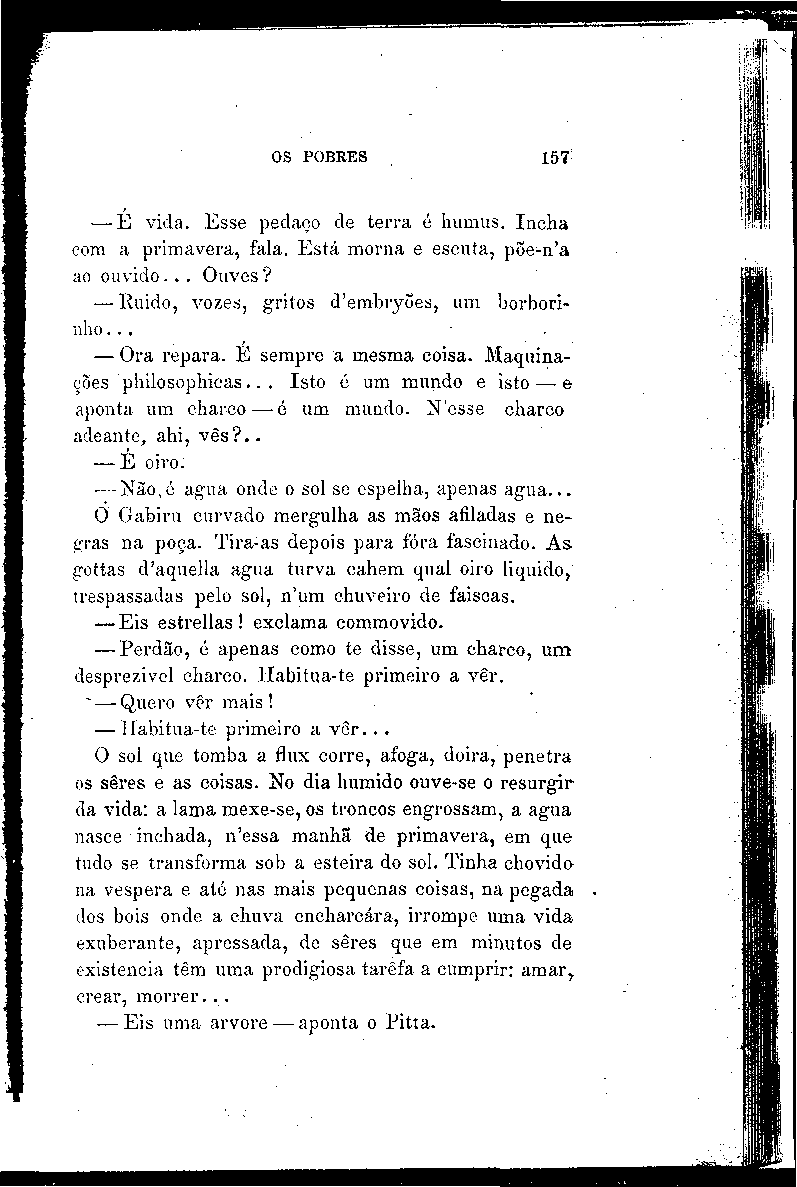 OS POBRES 157
— É vida. Esse pedaço de terra é humus. Incha
com a primavera, fala. Está morna e escuta, põe-n'a
ao ouvido... Ouves?
— Ruido, vozes, gritos d'embryões, um borbori-
nho...
— Ora repara. É sempre a mesma coisa. Maquina-
ções philosophicas... Isto é um mundo e isto — e
aponta um charco — é um mundo. N'esse charco
adeante, ahi, vês?..
— É oiro.
— Não, é agua onde o sol se espelha, apenas agua...
O Gabiru curvado mergulha as mãos afiladas e ne-
gras na poça. Tira-as depois para fóra fascinado. As
gottas d'aquella agua turva cahem qual oiro liquido,
trespassadas pelo sol, n'um chuveiro de faiscas.
— Eis estrellas! exclama commovido.
— Perdão, é apenas como te disse, um charco, um
desprezivel charco. Habitua-te primeiro a vêr.
— Quero vêr mais!
— Habitua-te primeiro a vêr...
O sol que tomba a flux corre, afoga, doira, penetra
os sêres e as coisas. No dia humido ouve-se o resurgir
da vida: a lama mexe-se, os troncos engrossam, a agua
nasce inchada, n'essa manhã de primavera, em que
tudo se transforma sob a esteira do sol. Tinha chovido
na vespera e até nas mais pequenas coisas, na pegada
dos bois onde a chuva encharcára, irrompe uma vida
exuberante, apressada, de sêres que em minutos de
existencia têm uma prodigiosa tarêfa a cumprir: amar,
crear, morrer...
— Eis uma arvore — aponta o Pitta.